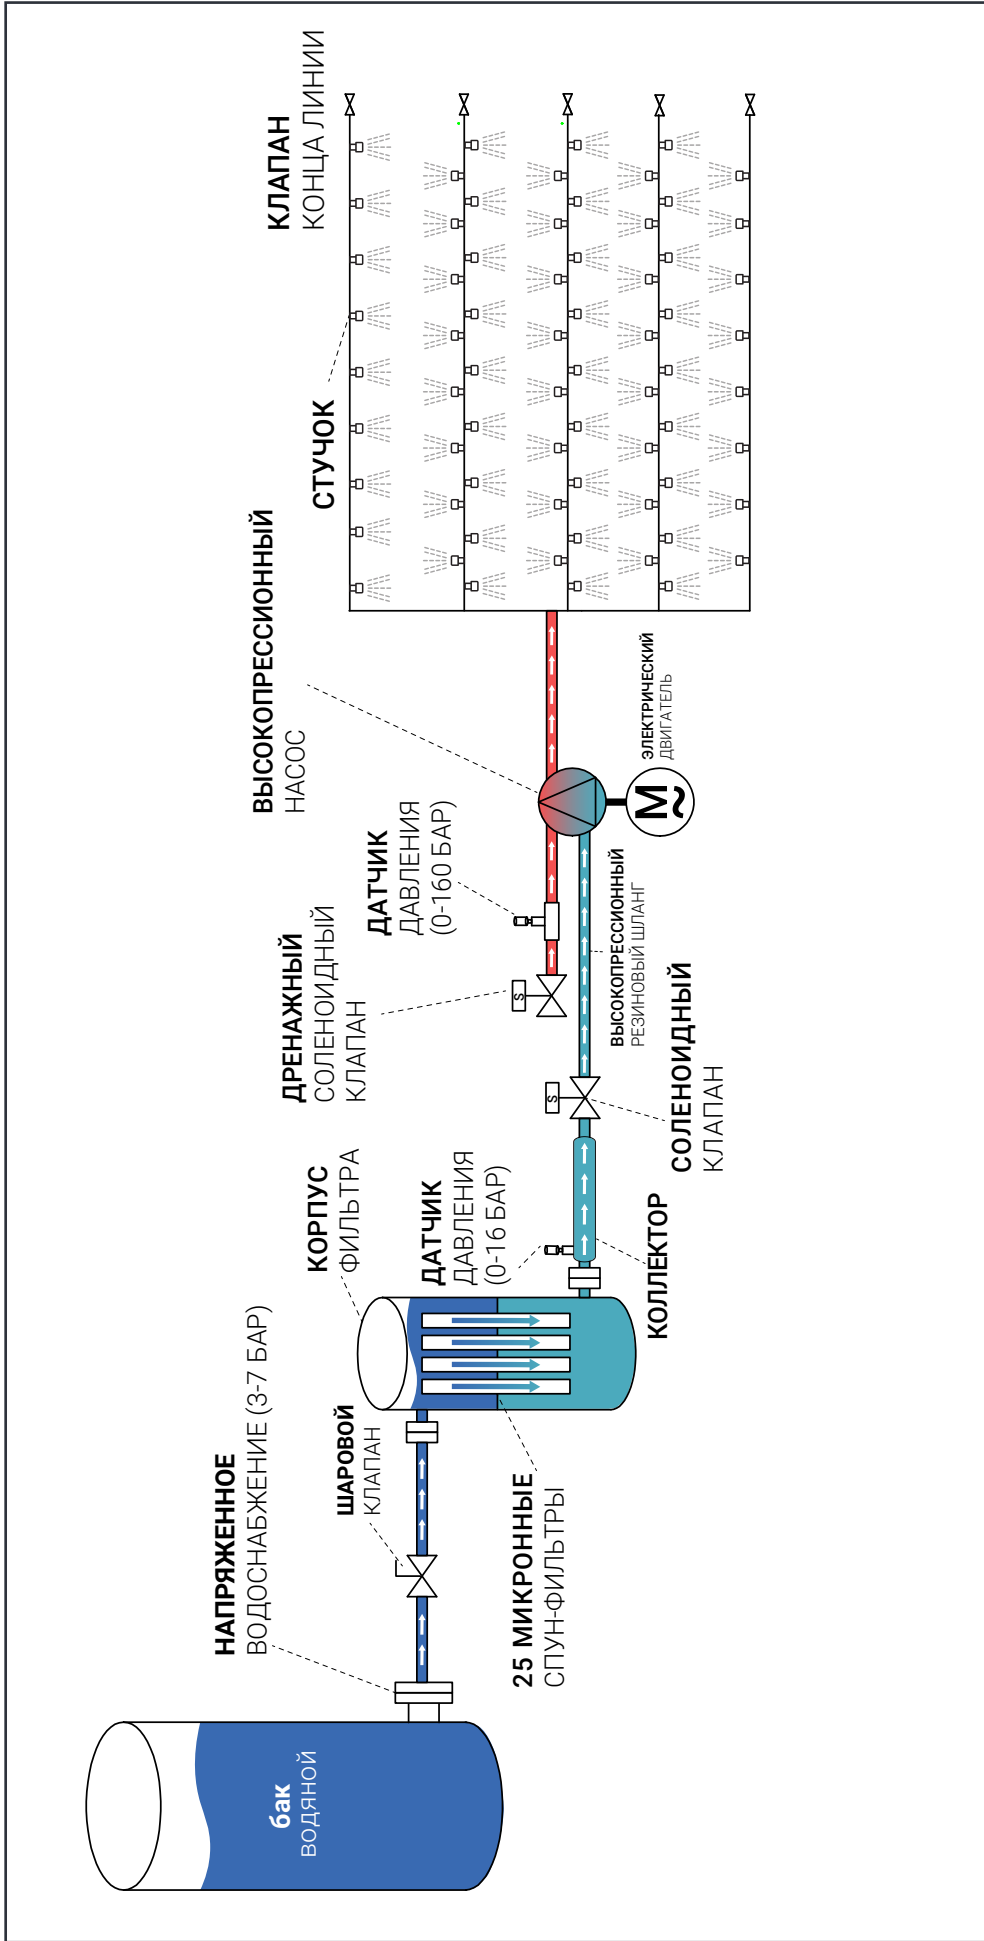 бак
ВОДЯНОЙ
НАПРЯЖЕННОЕ
ВОДОСНАБЖЕНИЕ (3-7 БАР)
ШАРОВОЙ
КЛАПАН
25 МИКРОННЫЕ
СПУН-ФИЛЬТРЫ
КОРПУС
ФИЛЬТРА
ДАТЧИК
ДАВЛЕНИЯ
(0-16 БАР)
КОЛЛЕКТОР
S
СОЛЕНОИДНЫЙ
КЛАПАН
ДРЕНАЖНЫЙ
СОЛЕНОИДНЫЙ
КЛАПАН
S
ДАТЧИК
ДАВЛЕНИЯ
(0-160 БАР)
ВЫСОКОПРЕССИОННЫЙ
РЕЗИНОВЫЙ ШЛАНГ
ВЫСОКОПРЕССИОННЫЙ
НАСОС
M
~
ЭЛЕКТРИЧЕСКИЙ
ДВИГАТЕЛЬ
СТУЧОК
КЛАПАН
КОНЦА ЛИНИИ